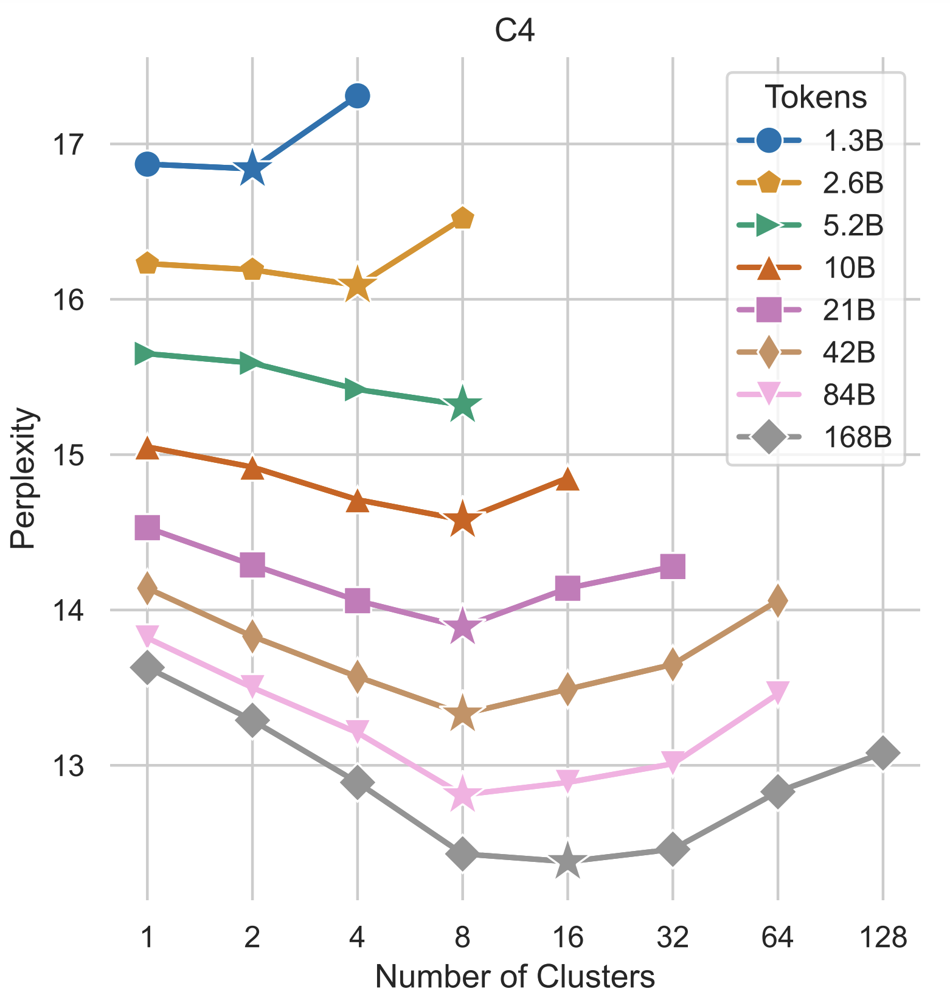 C4
Tokens
1.3B
2.6B
5.2B
10B
21B
42B
84B
168B
Perplexity
17
16
15
14
13
1 2 4 8 16 32 64 128
Number of Clusters